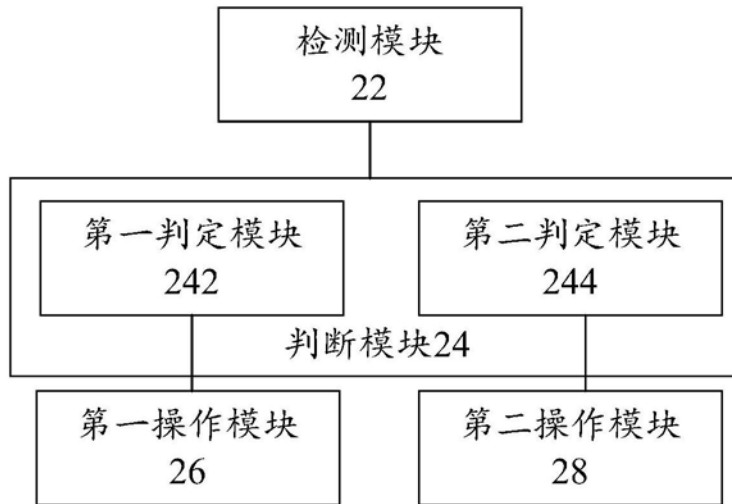 检测模块
22
第一判定模块
242
第二判定模块
244
判断模块24
第一操作模块
26
第二操作模块
28